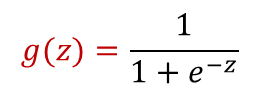 g(z) = 1 / (1 + e^{-z})